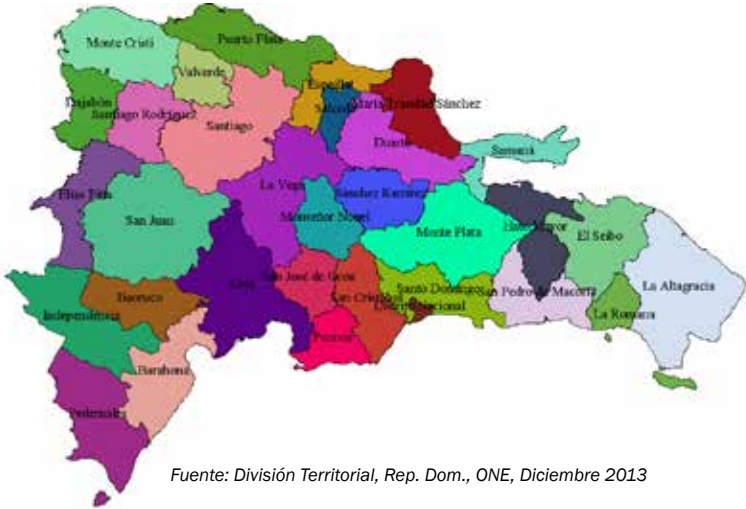 Puerto Plata
Monte Cristi
Valverde
Espaillat
Dajabón
María Trinidad Sánchez
Salcedo
Santiago Rodríguez
Santiago
Duarte
Samaná
La Vega
Elías Piña
Sánchez Ramírez
Hato Mayor
San Juan
Monseñor Nouel
Monte Plata
El Seibo
Azua
San José de Ocoa
Santo Domingo
San Pedro de Macorís
La Altagracia
Baoruco
San Cristóbal
Distrito Nacional
Independencia
La Romana
Peravia
Barahona
Pedernales
Fuente: División Territorial, Rep. Dom., ONE, Diciembre 2013